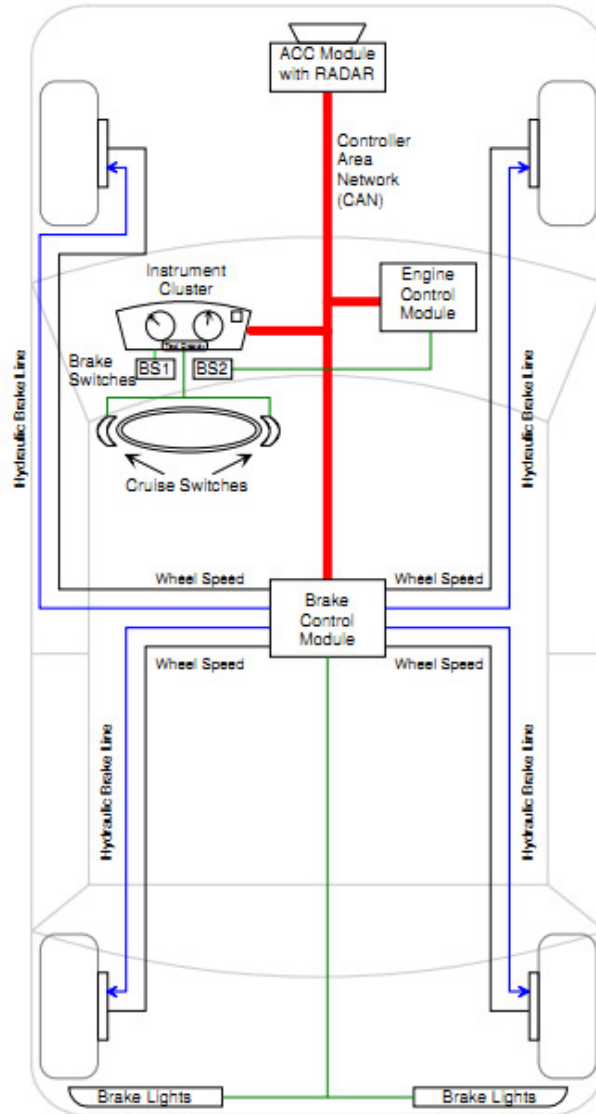 ACC Module
with RADAR
Controller
Area
Network
(CAN)
Instrument
Cluster
Engine
Control
Module
Brake
Switches
BS1
BS2
Cruise Switches
Hydraulic Brake Line
Hydraulic Brake Line
Wheel Speed
Wheel Speed
Brake
Control
Module
Wheel Speed
Wheel Speed
Hydraulic Brake Line
Hydraulic Brake Line
Brake Lights
Brake Lights